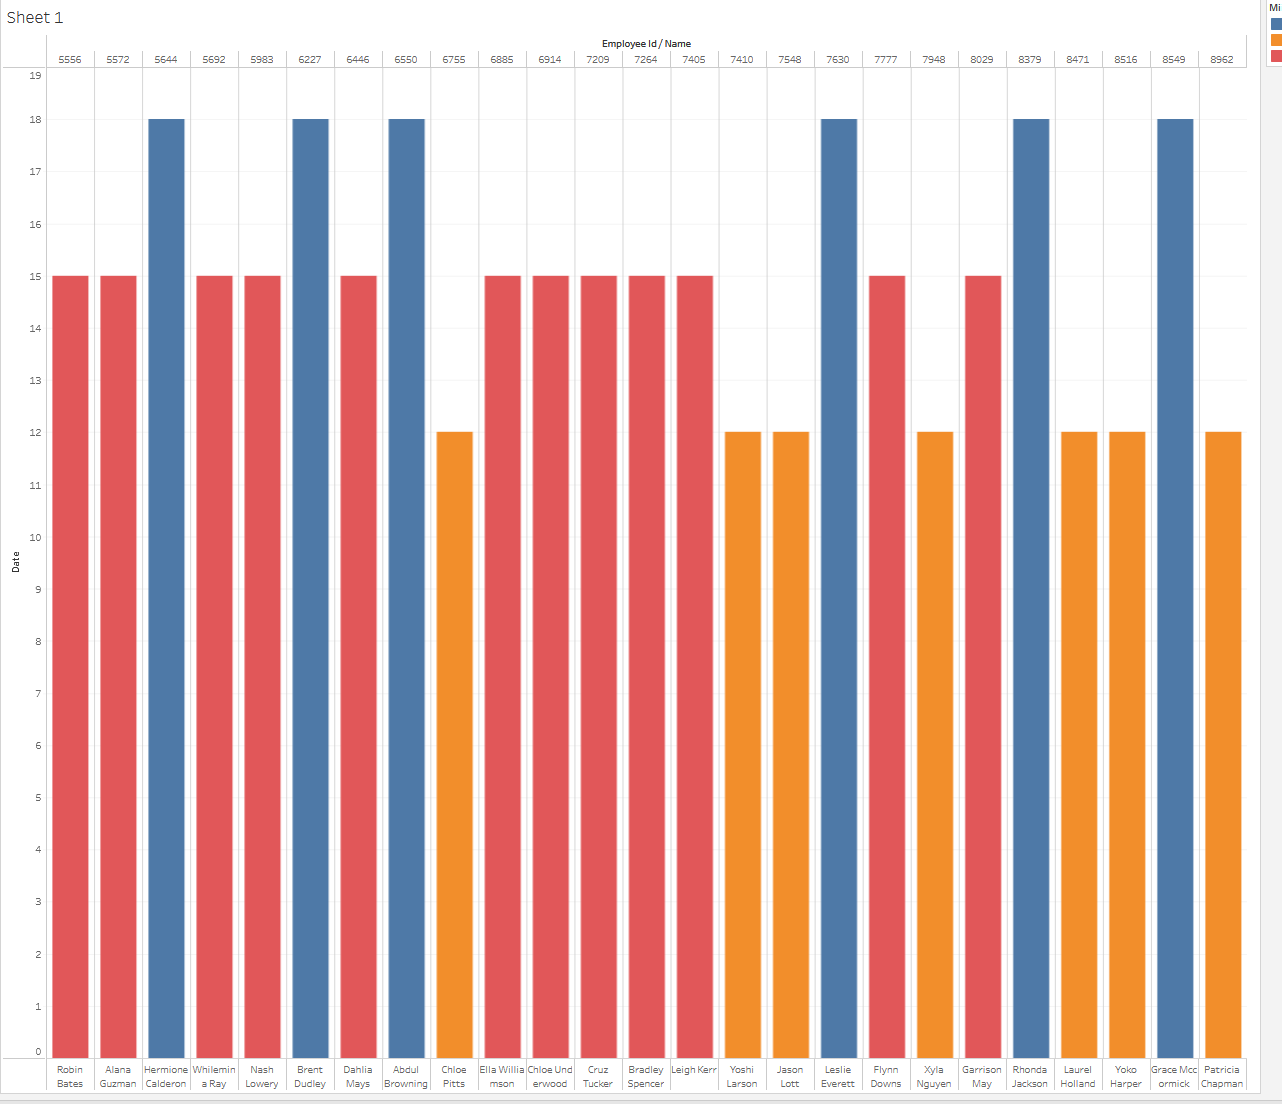 Sheet 1
Mi
Employee Id / Name
5556 5572 5644 5692 5983 6227 6446 6550 6755 6885 6914 7209 7264 7405 7410 7548 7630 7777 7948 8029 8379 8471 8516 8549 8962
19
18
17
16
15
14
13
12
11
10
Date
9
8
7
6
5
4
3
2
1
0
Robin Alana Hermione Whilemin Nash Brent Dahlia Abdul Chloe Ella Willia Chloe Und Cruz Bradley Leigh Kerr Yoshi Jason Leslie Flynn Xyla Garrison Rhonda Laurel Yoko Grace Mcc Patricia
Bates Guzman Calderon a Ray Lowery Dudley Mays Browning Pitts mson erwood Tucker Spencer Larson Lott Everett Downs Nguyen May Jackson Holland Harper ormick Chapman